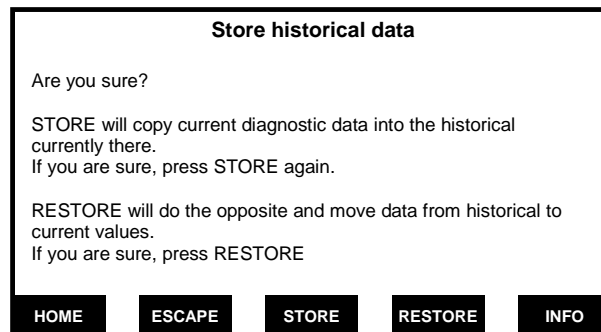 Store historical data
Are you sure?
STORE will copy current diagnostic data into the historical
currently there.
If you are sure, press STORE again.
RESTORE will do the opposite and move data from historical to
current values.
If you are sure, press RESTORE
HOME ESCAPE STORE RESTORE INFO